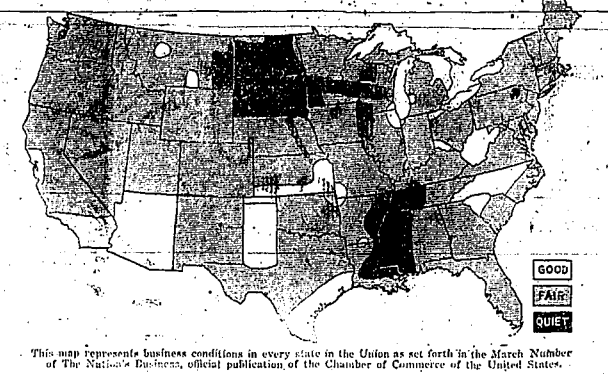 GOOD
FAIR
QUIET
This map represents business conditions in every state in the Union as set forth in the March Number
of The Nation's Business, official publication of the Chamber of Commerce of the United States.